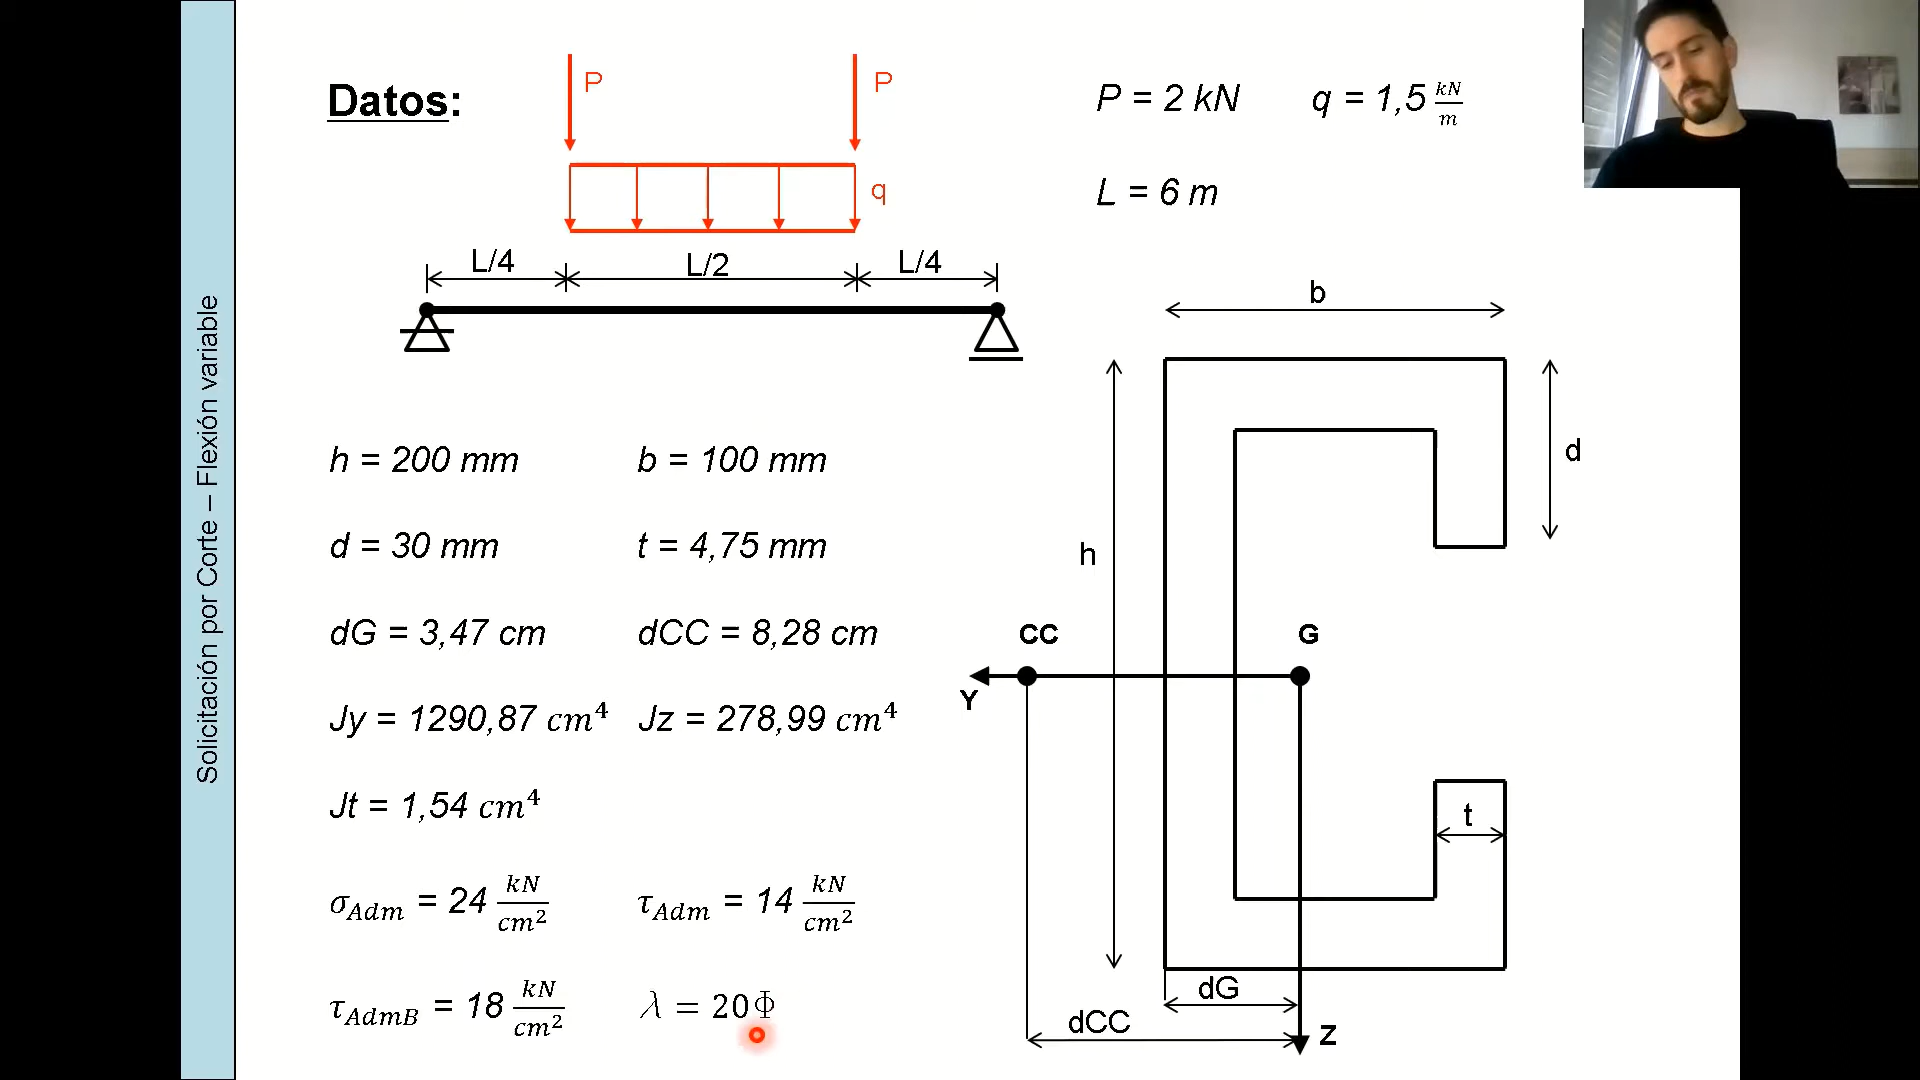 Solicitación por Corte – Flexión variable
Datos:
P
P
q
L/4
L/2
L/4
P = 2 kN
q = 1,5 kN/m
L = 6 m
h = 200 mm
b = 100 mm
d = 30 mm
t = 4,75 mm
dG = 3,47 cm
dCC = 8,28 cm
Jy = 1290,87 cm⁴
Jz = 278,99 cm⁴
Jt = 1,54 cm⁴
σ_Adm = 24 kN/cm²
τ_Adm = 14 kN/cm²
τ_AdmB = 18 kN/cm²
λ = 20Φ
b
d
h
CC
G
Y
t
dG
dCC
Z